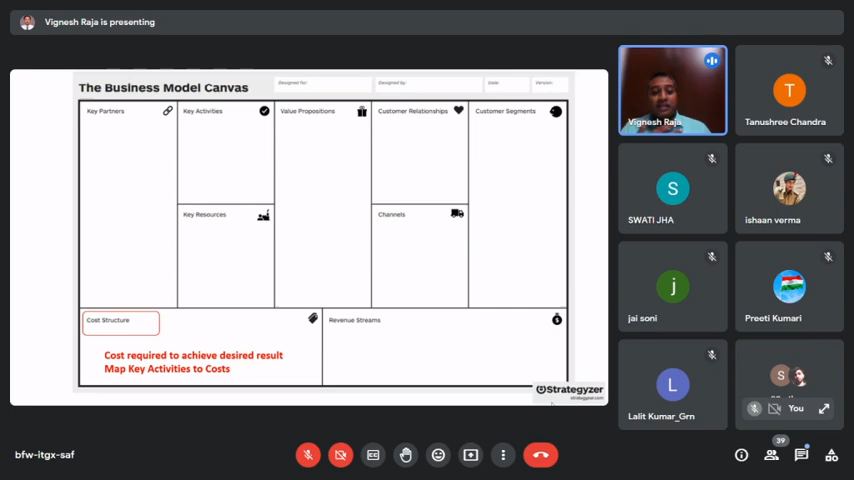 Vignesh Raja is presenting
The Business Model Canvas
Designed for:
Designed by:
Date:
Version:
Key Partners
Key Activities
Value Propositions
Customer Relationships
Customer Segments
Key Resources
Channels
Cost Structure
Revenue Streams
Cost required to achieve desired result
Map Key Activities to Costs
Strategyzer
strategyzer.com
Vignesh Raja
T
Tanushree Chandra
S
SWATI JHA
ishaan verma
j
jai soni
Preeti Kumari
L
Lalit Kumar_Grn
S
You
bfw-itgx-saf
CC
39